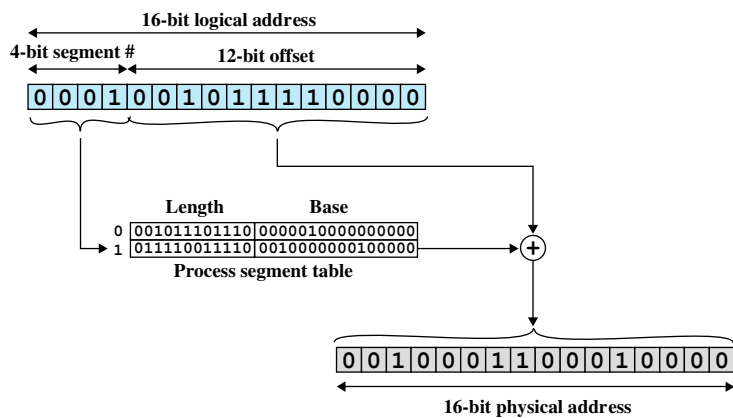 16-bit logical address
4-bit segment # 12-bit offset
0 0 0 1 0 0 1 0 1 1 1 1 0 0 0 0
Length Base
0 001011101110 0000010000000000
1 011110011110 0010000000100000
Process segment table
+
0 0 1 0 0 0 1 1 0 0 0 1 0 0 0 0
16-bit physical address